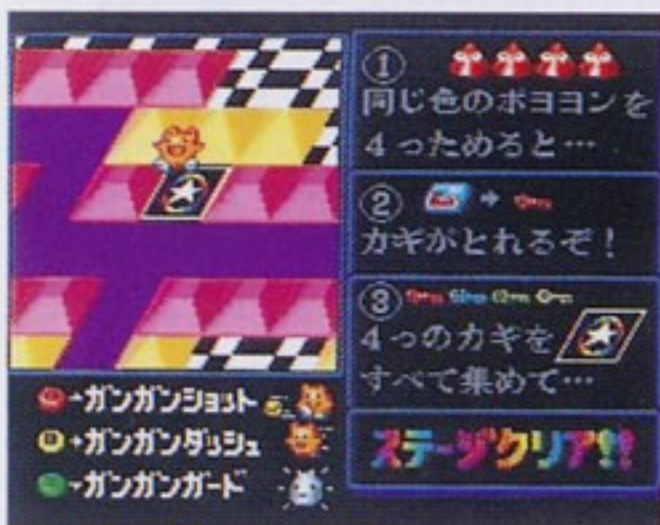 ①
同じ色のポヨヨンを
4っためると…
②
カギがとれるぞ!
③
4つのカギを
すべて集めて…
ステージクリア!!
ガンガンショット
ガンガンダッシュ
ガンガンガード